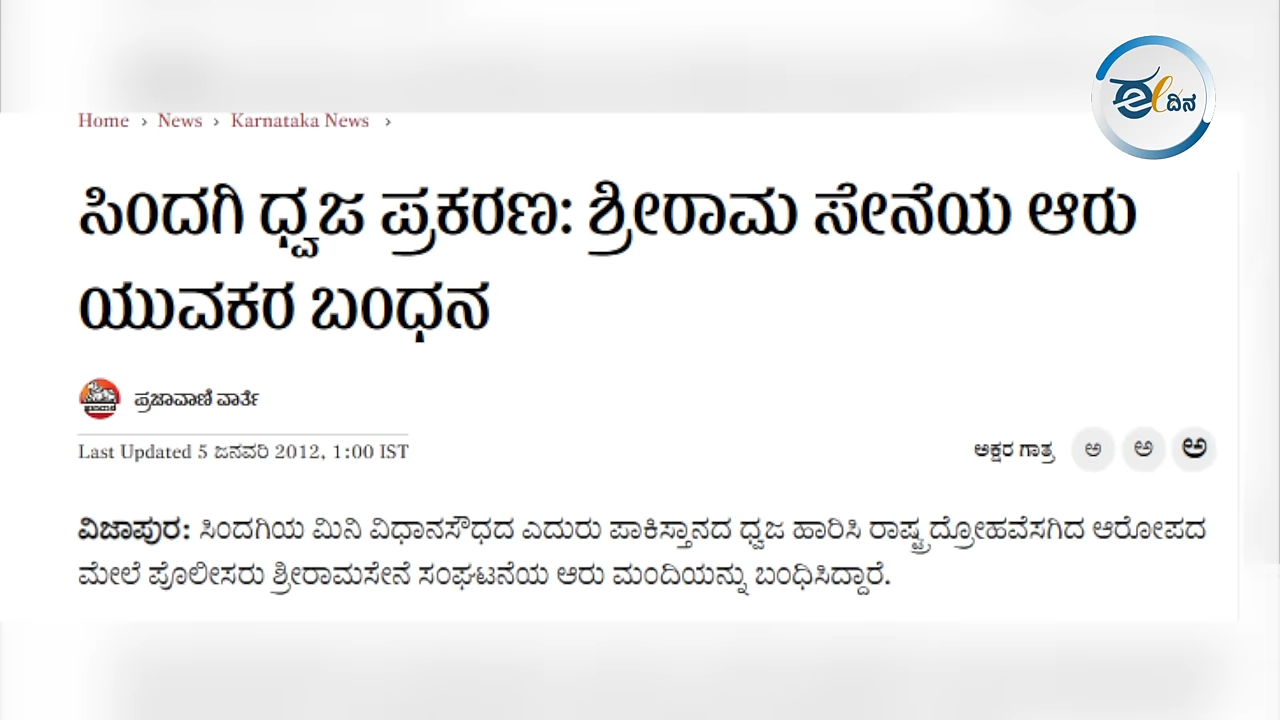 ಈ ದಿನ
Home › News › Karnataka News ›
ಸಿಂದಗಿ ಧ್ವಜ ಪ್ರಕರಣ: ಶ್ರೀರಾಮ ಸೇನೆಯ ಆರು
ಯುವಕರ ಬಂಧನ
ಪ್ರಜಾವಾಣಿ ವಾರ್ತೆ
Last Updated 5 ಜನವರಿ 2012, 1:00 IST
ಅಕ್ಷರ ಗಾತ್ರ ಅ ಅ ಅ
ವಿಜಾಪುರ: ಸಿಂದಗಿಯ ಮಿನಿ ವಿಧಾನಸೌಧದ ಎದುರು ಪಾಕಿಸ್ತಾನದ ಧ್ವಜ ಹಾರಿಸಿ ರಾಷ್ಟ್ರದ್ರೋಹವೆಸಗಿದ ಆರೋಪದ
ಮೇಲೆ ಪೊಲೀಸರು ಶ್ರೀರಾಮಸೇನೆ ಸಂಘಟನೆಯ ಆರು ಮಂದಿಯನ್ನು ಬಂಧಿಸಿದ್ದಾರೆ.